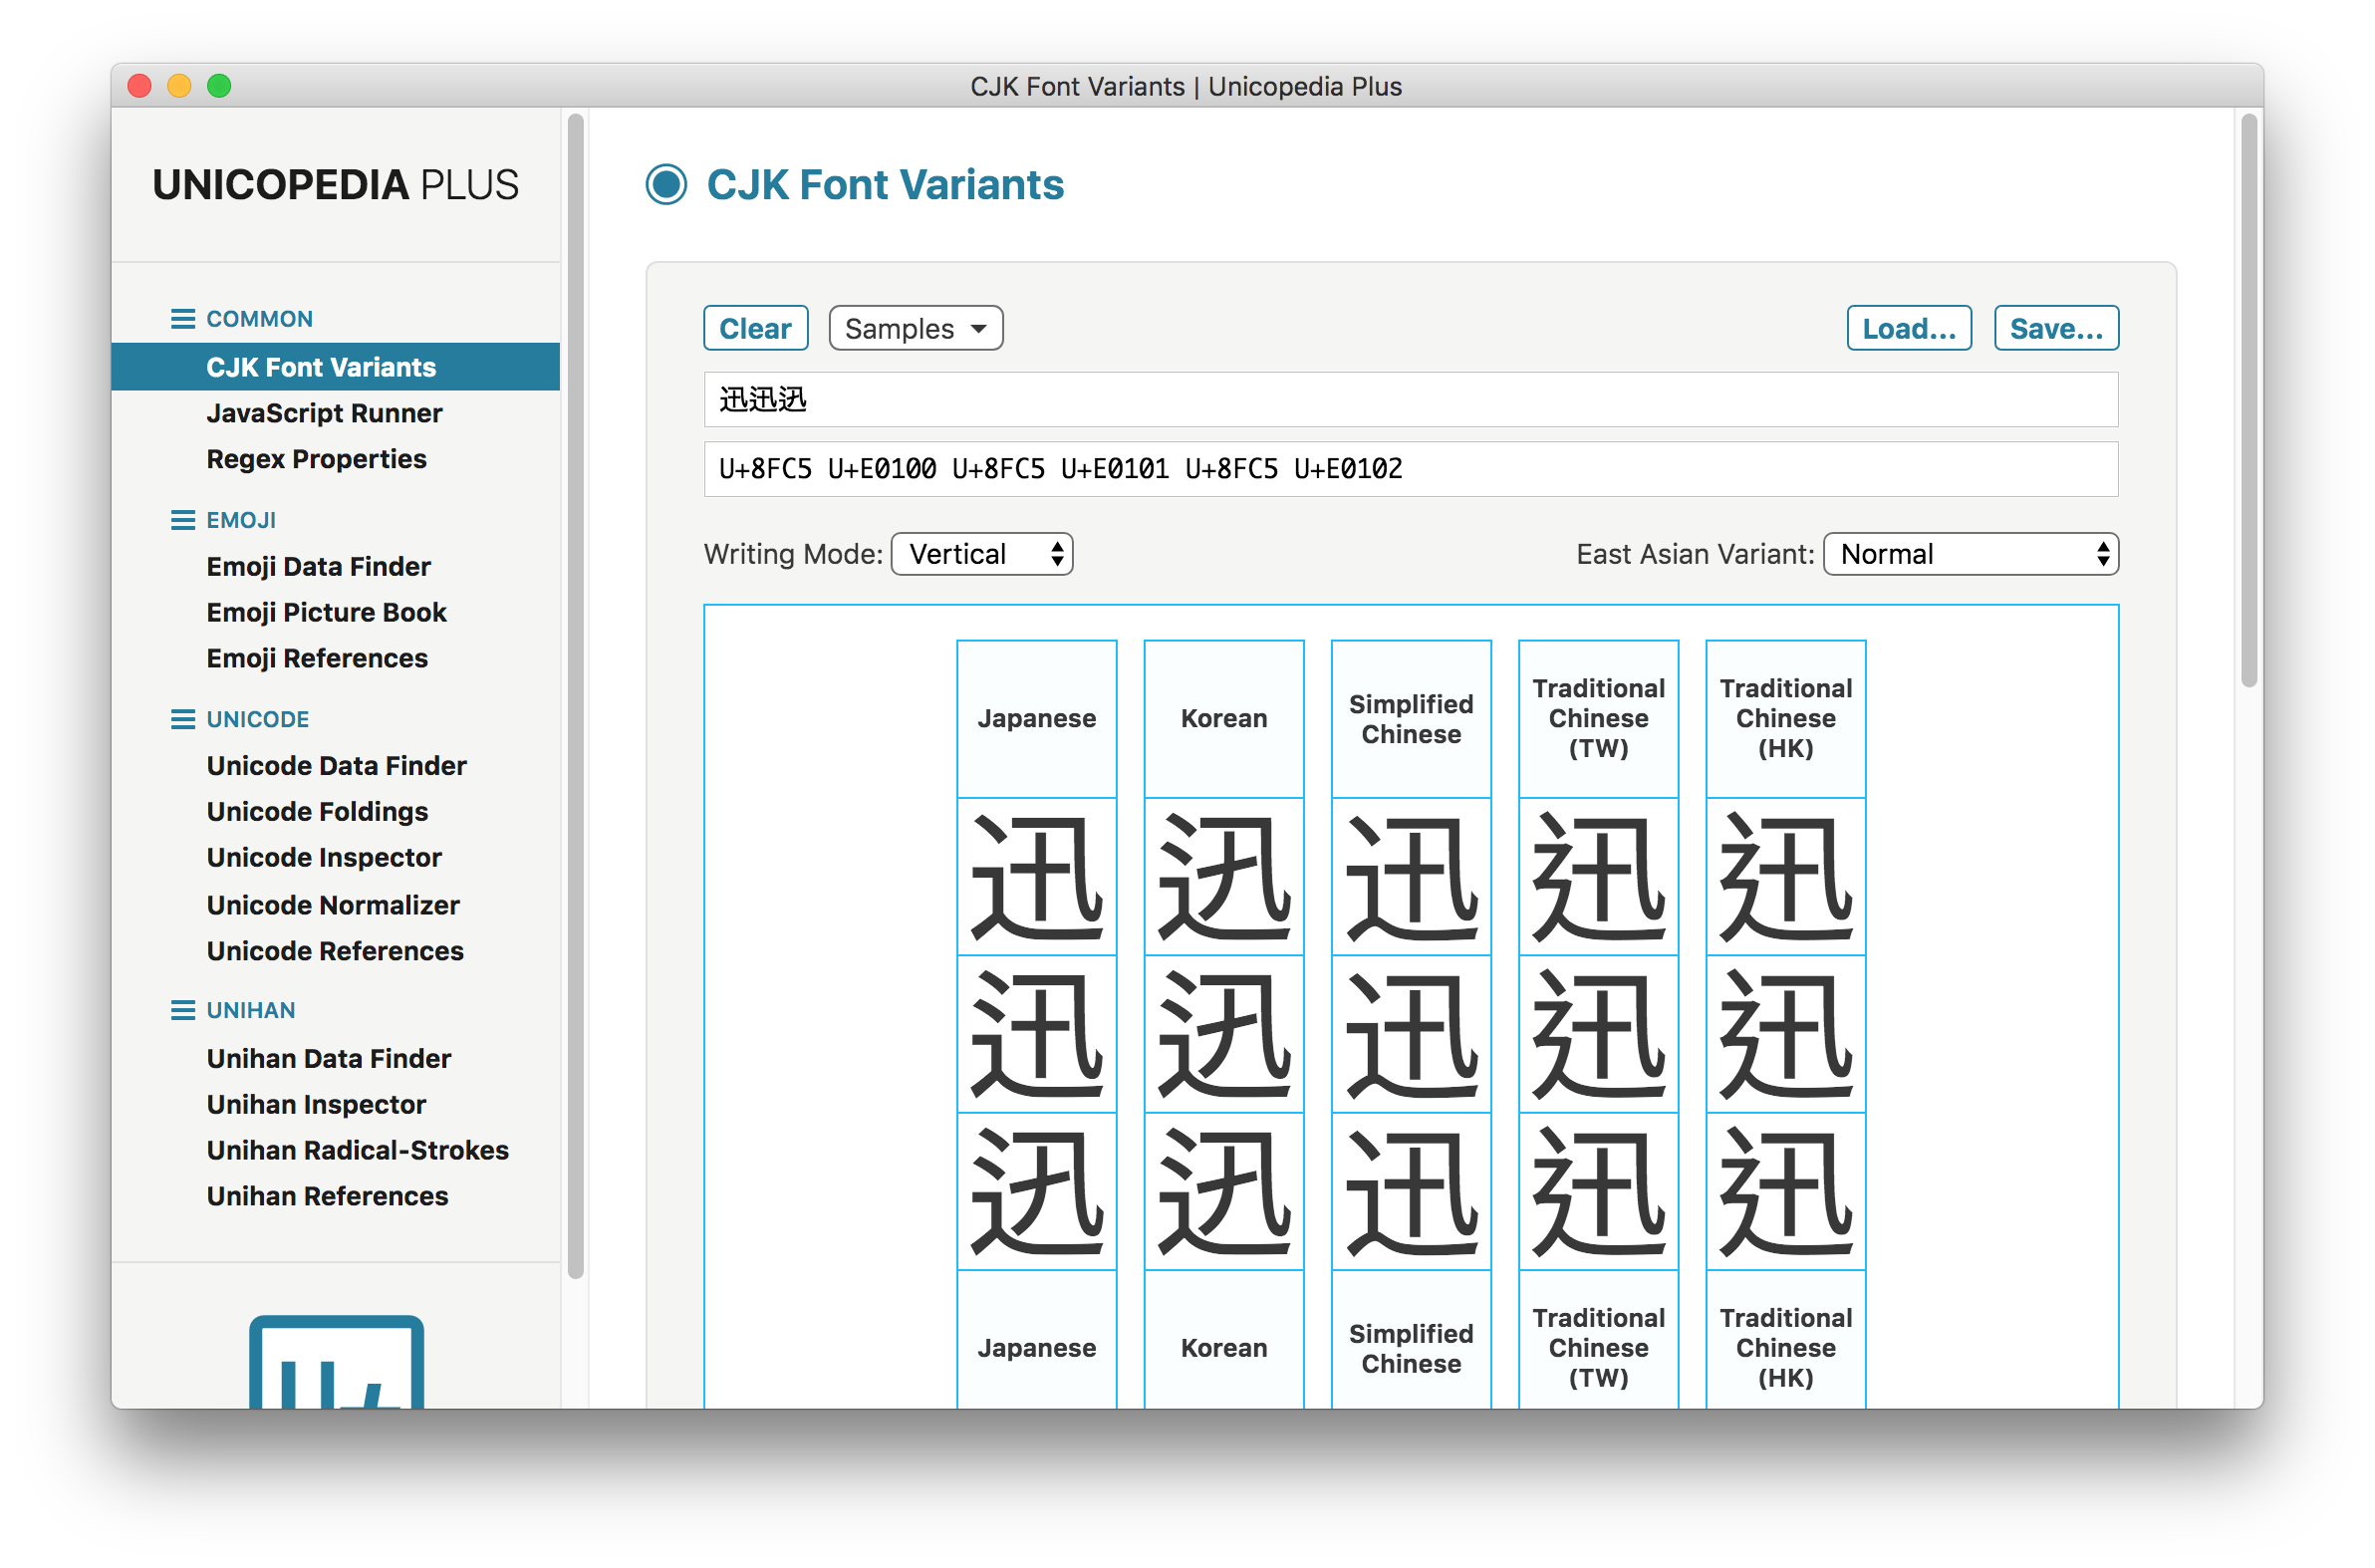 CJK Font Variants | Unicopedia Plus
UNICOPEDIA PLUS
COMMON
CJK Font Variants
JavaScript Runner
Regex Properties
EMOJI
Emoji Data Finder
Emoji Picture Book
Emoji References
UNICODE
Unicode Data Finder
Unicode Foldings
Unicode Inspector
Unicode Normalizer
Unicode References
UNIHAN
Unihan Data Finder
Unihan Inspector
Unihan Radical-Strokes
Unihan References
U+
CJK Font Variants
Clear Samples Load... Save...
迅󠄀迅󠄁迅󠄂
U+8FC5 U+E0100 U+8FC5 U+E0101 U+8FC5 U+E0102
Writing Mode: Vertical East Asian Variant: Normal
Japanese Korean Simplified Chinese Traditional Chinese (TW) Traditional Chinese (HK)
迅󠄀 迅󠄀 迅󠄀 迅󠄀 迅󠄀
迅󠄁 迅󠄁 迅󠄁 迅󠄁 迅󠄁
迅󠄂 迅󠄂 迅󠄂 迅󠄂 迅󠄂
Japanese Korean Simplified Chinese Traditional Chinese (TW) Traditional Chinese (HK)